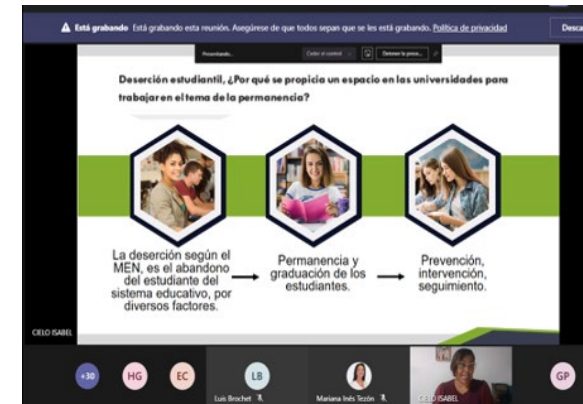 Está grabando Está grabando esta reunión. Asegúrese de que todos sepan que se les está grabando. Política de privacidad Desca
Presentando... Ceder el control Detener la prese...
Deserción estudiantil, ¿Por qué se propicia un espacio en las universidades para
trabajar en el tema de la permanencia?
La deserción según el
MEN, es el abandono
del estudiante del
sistema educativo, por
diversos factores.
Permanencia y
graduación de los
estudiantes.
Prevención,
intervención,
seguimiento.
CIELO ISABEL
+30 HG EC LB GP
Luis Brochet Mariana Inés Tezón CIELO ISABEL